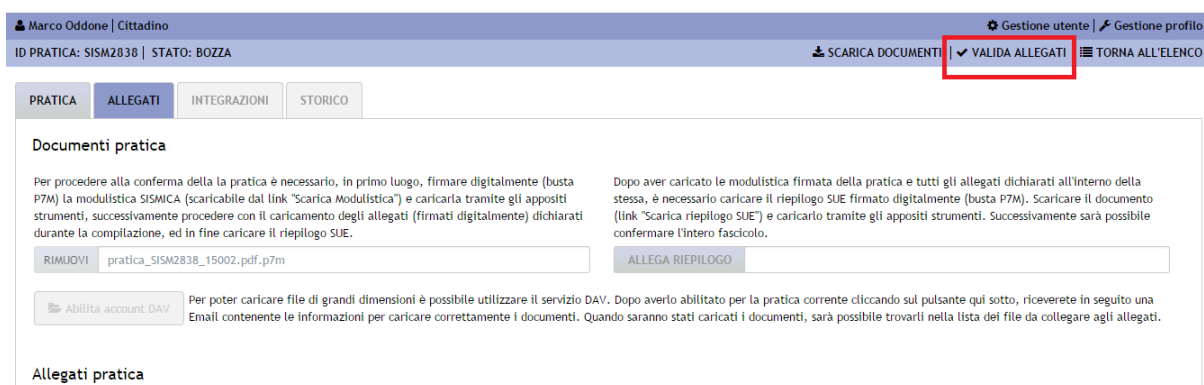 Marco Oddone | Cittadino
Gestione utente | Gestione profilo
ID PRATICA: SISM2838 | STATO: BOZZA
SCARICA DOCUMENTI | VALIDA ALLEGATI TORNA ALL'ELENCO
PRATICA ALLEGATI INTEGRAZIONI STORICO
Documenti pratica
Per procedere alla conferma della la pratica è necessario, in primo luogo, firmare digitalmente (busta
P7M) la modulistica SISMICA (scaricabile dal link "Scarica Modulistica") e caricarla tramite gli appositi
strumenti, successivamente procedere con il caricamento degli allegati (firmati digitalmente) dichiarati
durante la compilazione, ed in fine caricare il riepilogo SUE.
RIMUOVI pratica_SISM2838_15002.pdf.p7m
Dopo aver caricato le modulistica firmata della pratica e tutti gli allegati dichiarati all'interno della
stessa, è necessario caricare il riepilogo SUE firmato digitalmente (busta P7M). Scaricare il documento
(link "Scarica riepilogo SUE") e caricarlo tramite gli appositi strumenti. Successivamente sarà possibile
confermare l'intero fascicolo.
ALLEGA RIEPILOGO
Abilita account DAV
Per poter caricare file di grandi dimensioni è possibile utilizzare il servizio DAV. Dopo averlo abilitato per la pratica corrente cliccando sul pulsante qui sotto, riceverete in seguito una
Email contenente le informazioni per caricare correttamente i documenti. Quando saranno stati caricati i documenti, sarà possibile trovarli nella lista dei file da collegare agli allegati.
Allegati pratica